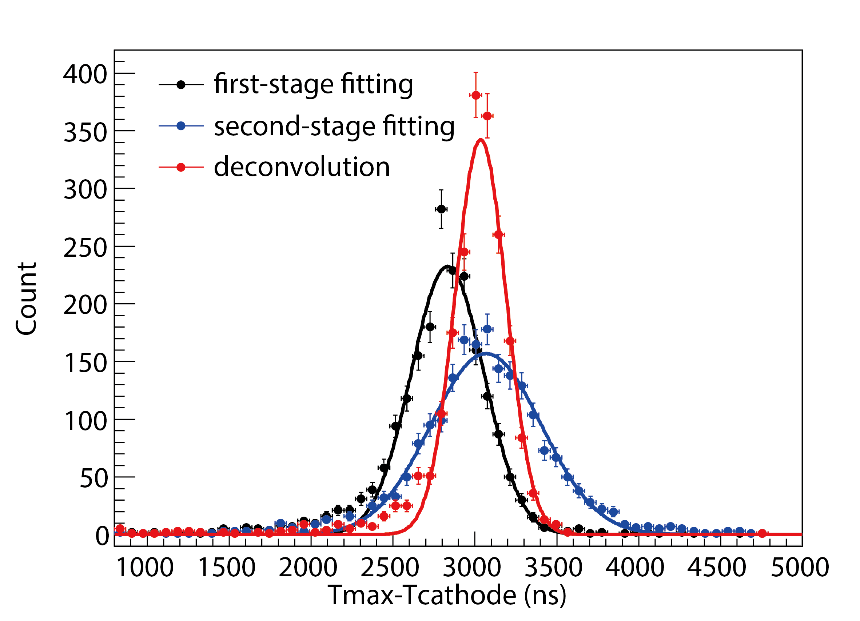 400
350
300
250
200
150
100
50
0
Count
first-stage fitting
second-stage fitting
deconvolution
1000 1500 2000 2500 3000 3500 4000 4500 5000
Tmax-Tcathode (ns)